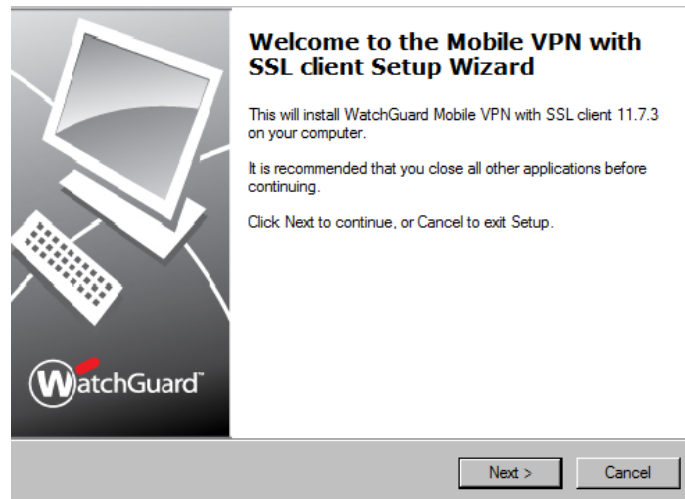 Welcome to the Mobile VPN with
SSL client Setup Wizard
This will install WatchGuard Mobile VPN with SSL client 11.7.3
on your computer.
It is recommended that you close all other applications before
continuing.
Click Next to continue, or Cancel to exit Setup.
WatchGuard™
Next >
Cancel